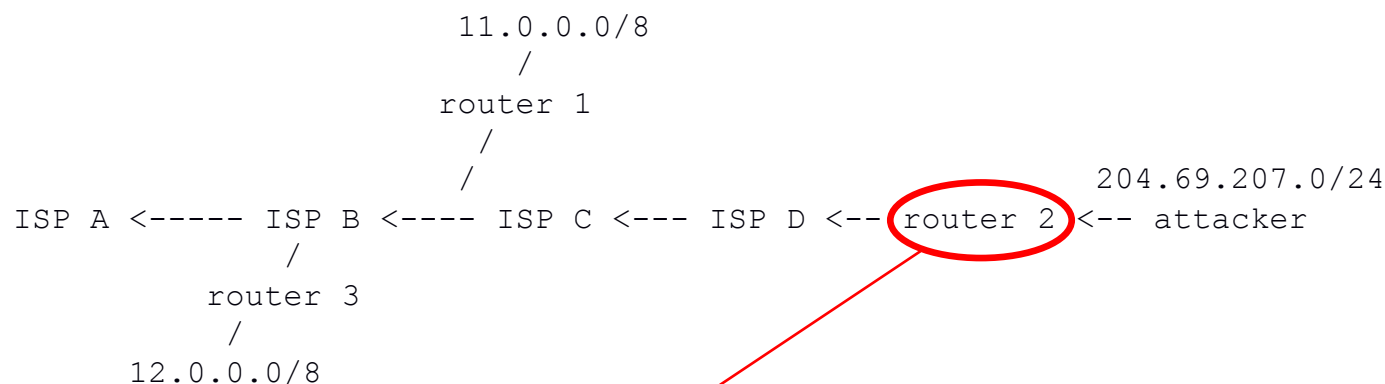 11.0.0.0/8
/
router 1
/
/
204.69.207.0/24
ISP A <----- ISP B <---- ISP C <--- ISP D <-- router 2 <-- attacker
/
router 3
/
12.0.0.0/8